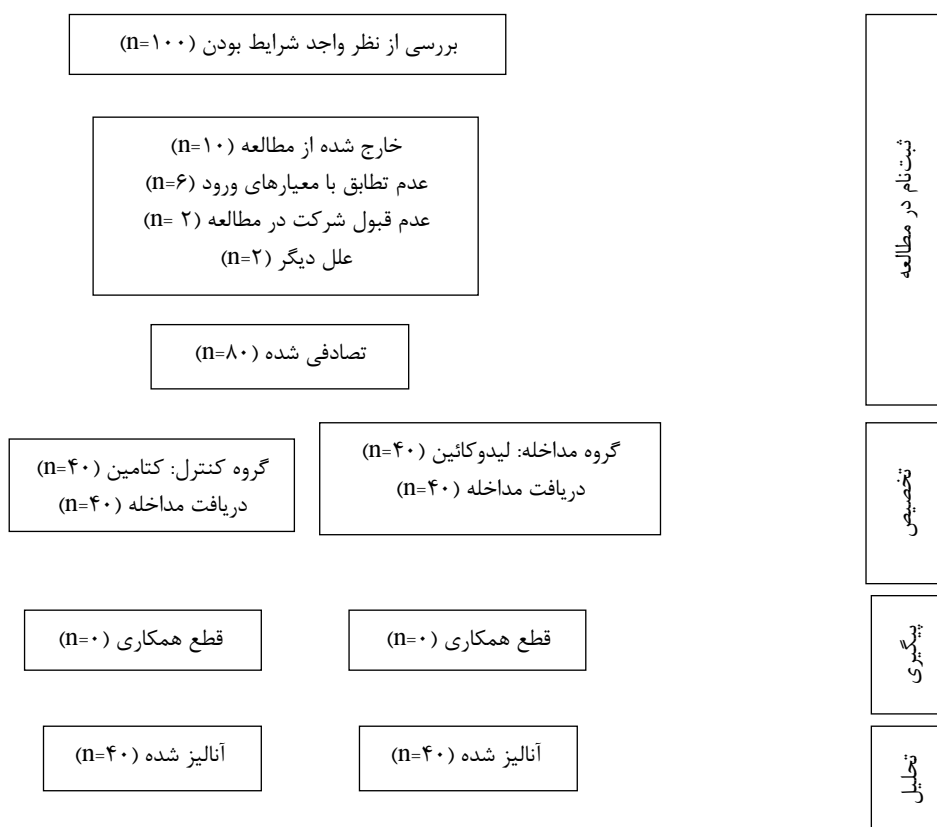 بررسی از نظر واجد شرایط بودن (n=۱۰۰)
خارج شده از مطالعه (n=۱۰)
عدم تطابق با معیارهای ورود (n=۶)
عدم قبول شرکت در مطالعه (n= ۲)
علل دیگر (n=۲)
تصادفی شده (n=۸۰)
ثبت‌نام در مطالعه
گروه مداخله: لیدوکائین (n=۴۰)
دریافت مداخله (n=۴۰)
گروه کنترل: کتامین (n=۴۰)
دریافت مداخله (n=۴۰)
تخصیص
قطع همکاری (n=۰)
قطع همکاری (n=۰)
پیگیری
آنالیز شده (n=۴۰)
آنالیز شده (n=۴۰)
تحلیل